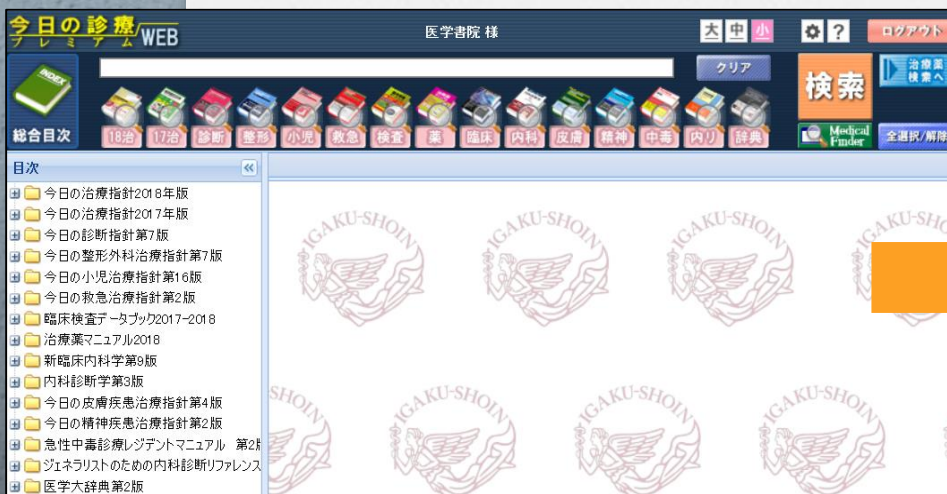 今日の診療
プレミアム WEB
医学書院 様
大 中 小
?
ログアウト
INDEX
クリア
検索
治療薬
検索へ
総合目次
18治 17治 診断 整形 小児 救急 検査 薬 臨床 内科 皮膚 精神 中毒 内リ 辞典
Medical
Finder
全選択/解除
目次
今日の治療指針2018年版
今日の治療指針2017年版
今日の診断指針第7版
今日の整形外科治療指針第7版
今日の小児治療指針第16版
今日の救急治療指針第2版
臨床検査データブック2017-2018
治療薬マニュアル2018
新臨床内科学第9版
内科診断学第3版
今日の皮膚疾患治療指針第4版
今日の精神疾患治療指針第2版
急性中毒診療レジデントマニュアル 第2版
ジェネラリストのための内科診断リファレンス
医学大辞典第2版
IGAKU-SHOIN IGAKU-SHOIN IGAKU-SHOIN IGAKU-SHO
SHOIN IGAKU-SHOIN IGAKU-SHOIN